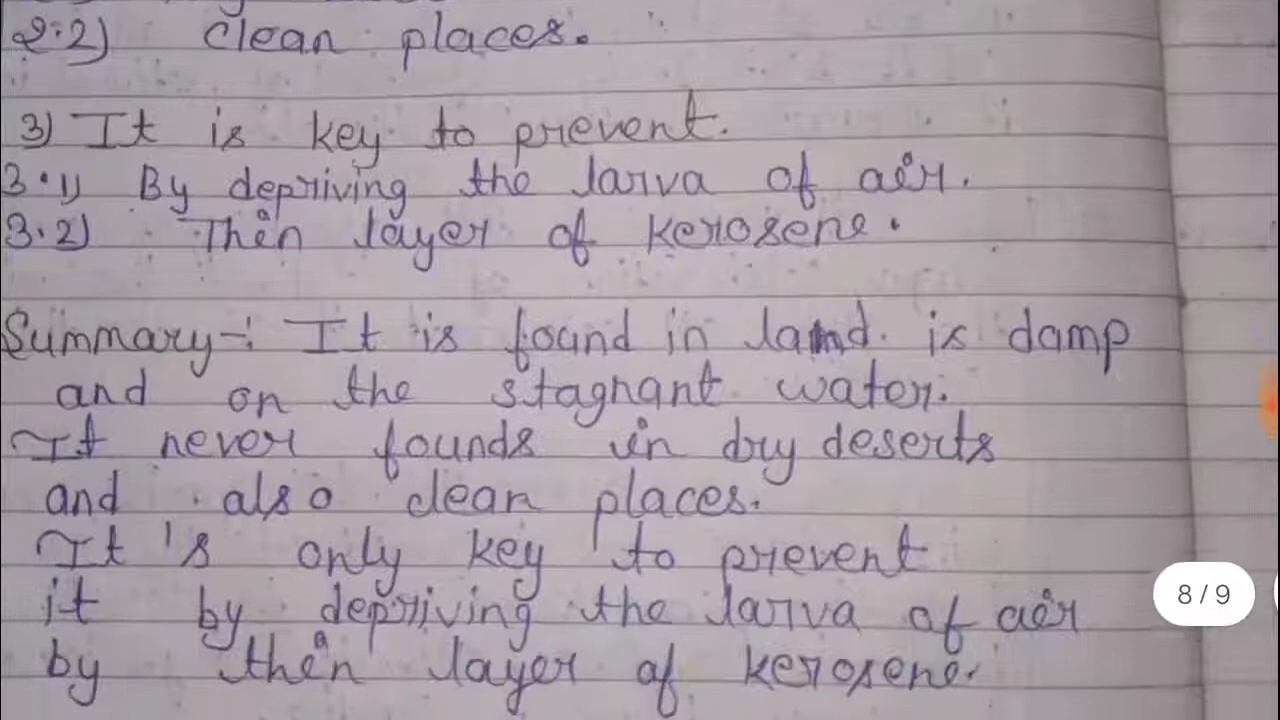 2.2) Clean places.
3) It is key to prevent.
3.1) By depriving the larva of air.
3.2) Thin layer of kerosene.
Summary-: It is found in land. is damp
and on the stagnant water.
It never founds in dry deserts
and also clean places.
It's only key to prevent
it by depriving the larva of air
by thin layer of kerosene.
8/9